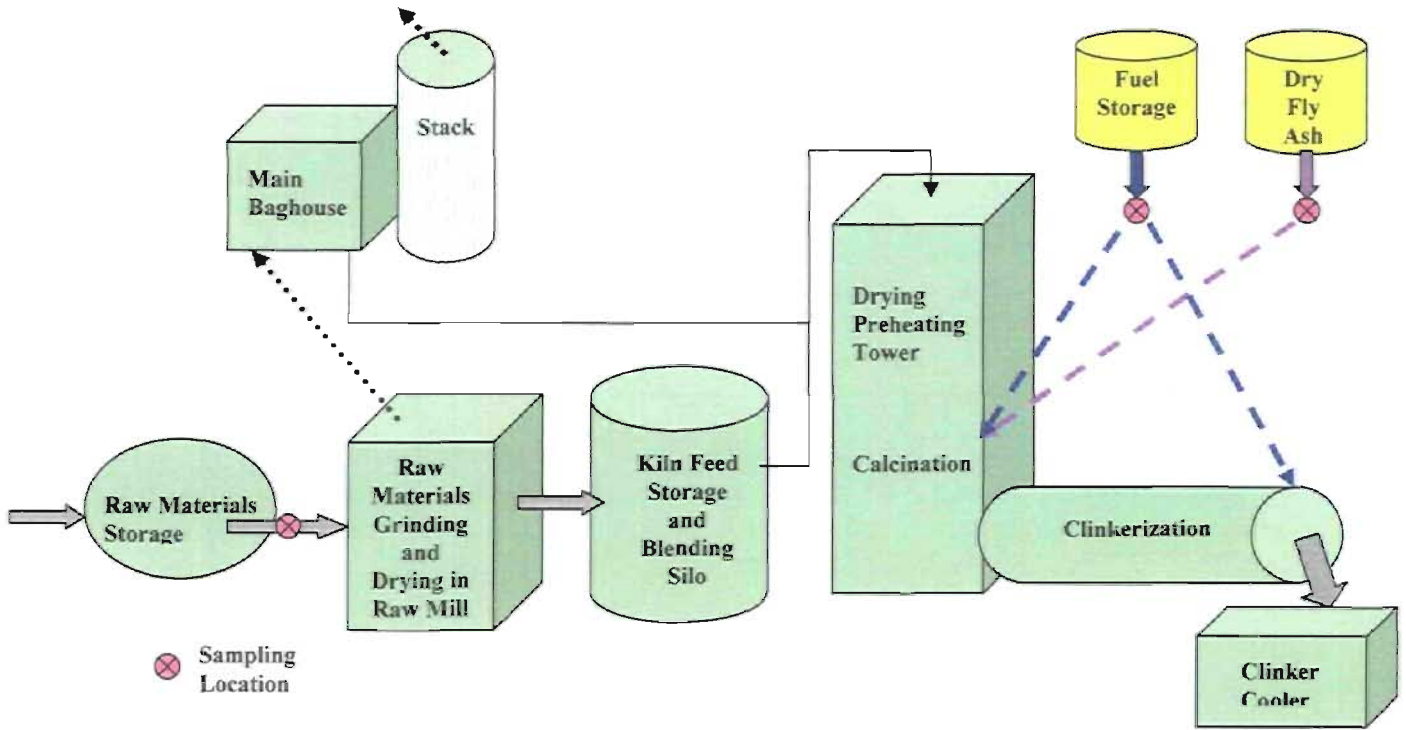 Stack
Main
Baghouse
Fuel
Storage
Dry
Fly
Ash
Drying
Preheating
Tower
Calcination
Raw Materials
Storage
Raw
Materials
Grinding
and
Drying in
Raw Mill
Kiln Feed
Storage
and
Blending
Silo
Clinkerization
Clinker
Cooler
Sampling
Location